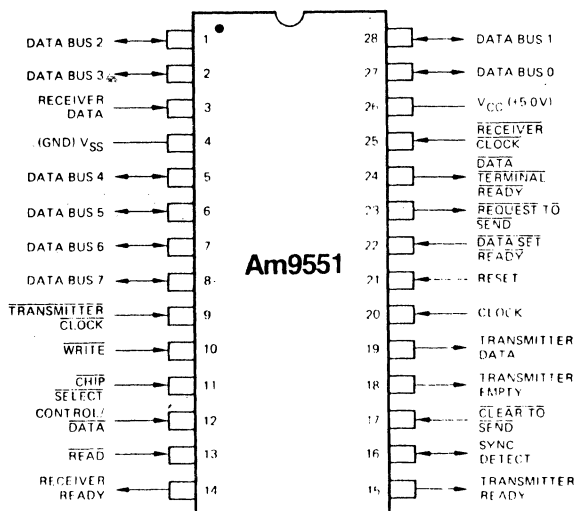 DATA BUS 2
1
DATA BUS 3
2
RECEIVER
DATA
3
(GND) VSS
4
DATA BUS 4
5
DATA BUS 5
6
DATA BUS 6
7
DATA BUS 7
8
TRANSMITTER
CLOCK
9
WRITE
10
CHIP
SELECT
11
CONTROL/
DATA
12
READ
13
RECEIVER
READY
14
Am9551
28
DATA BUS 1
27
DATA BUS 0
26
VCC (+5.0V)
25
RECEIVER
CLOCK
24
DATA
TERMINAL
READY
23
REQUEST TO
SEND
22
DATA SET
READY
21
RESET
20
CLOCK
19
TRANSMITTER
DATA
18
TRANSMITTER
EMPTY
17
CLEAR TO
SEND
16
SYNC
DETECT
15
TRANSMITTER
READY